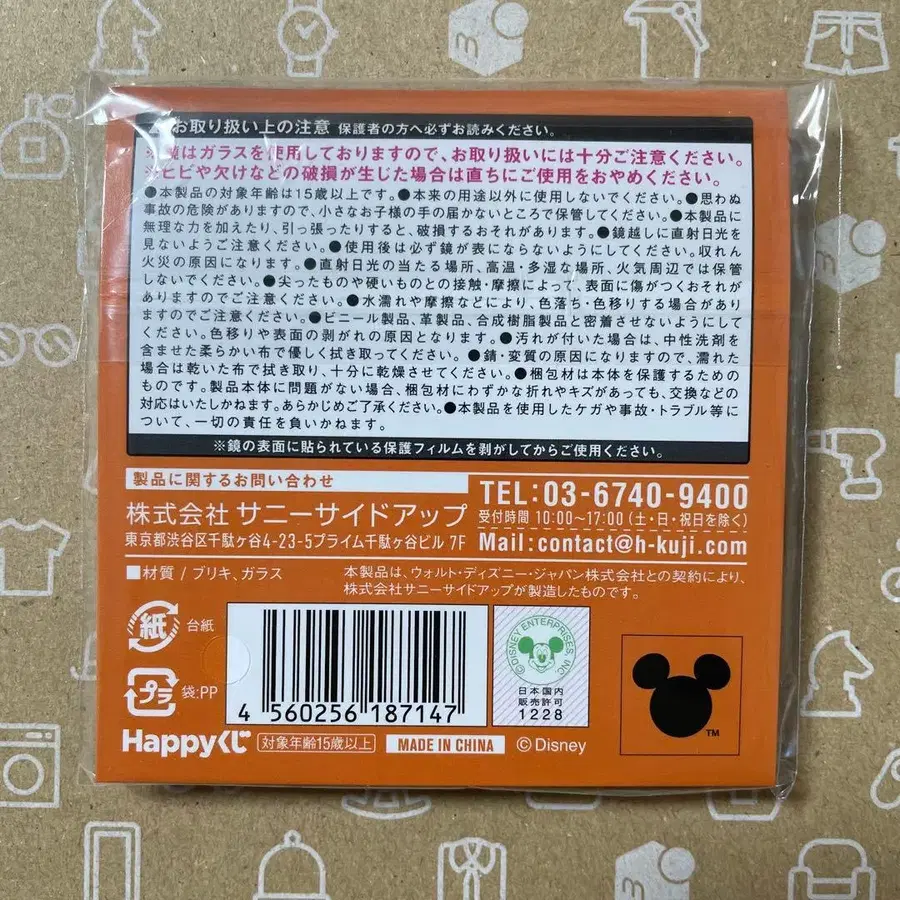 お取り扱い上の注意 保護者の方へ必ずお読みください。
※鏡はガラスを使用しておりますので、お取り扱いには十分ご注意ください。
※ヒビや欠けなどの破損が生じた場合は直ちにご使用をおやめください。
●本製品の対象年齢は15歳以上です。●本来の用途以外に使用しないでください。●思わぬ
事故の危険がありますので、小さなお子様の手の届かないところで保管してください。●本製品に
無理な力を加えたり、引っ張ったりすると、破損するおそれがあります。●鏡越しに直射日光を
見ないようご注意ください。●使用後は必ず鏡が表にならないようにしてください。収れん
火災の原因になります。●直射日光の当たる場所、高温・多湿な場所、火気周辺では保管
しないでください。●尖ったものや硬いものとの接触・摩擦によって、表面に傷がつくおそれが
ありますのでご注意ください。●水濡れや摩擦などにより、色落ち・色移りする場合があり
ますのでご注意ください。●ビニール製品、革製品、合成樹脂製品と密着させないようにして
ください。色移りや表面の剥がれの原因となります。●汚れが付いた場合は、中性洗剤を
含ませた柔らかい布で優しく拭き取ってください。●錆・変質の原因になりますので、濡れた
場合は乾いた布で拭き取り、十分に乾燥させてください。●梱包材は本体を保護するための
ものです。製品本体に問題がない場合、梱包材にわずかな折れやキズがあっても、交換などの
対応はいたしかねます。あらかじめご了承ください。●本製品を使用したケガや事故・トラブル等に
ついて、一切の責任を負いかねます。
※鏡の表面に貼られている保護フィルムを剥がしてからご使用ください。
製品に関するお問い合わせ
株式会社 サニーサイドアップ
東京都渋谷区千駄ヶ谷4-23-5プライム千駄ヶ谷ビル 7F
TEL:03-6740-9400
受付時間 10:00〜17:00(土・日・祝日を除く)
Mail:contact@h-kuji.com
■材質 / ブリキ、ガラス
本製品は、ウォルト・ディズニー・ジャパン株式会社との契約により、
株式会社サニーサイドアップが製造したものです。
紙 台紙
プラ 袋:PP
4 560256 187147
©DISNEY ENTERPRISES, INC
日本国内
販売許可
1228
TM
Happyくじ
対象年齢15歳以上
MADE IN CHINA
©Disney